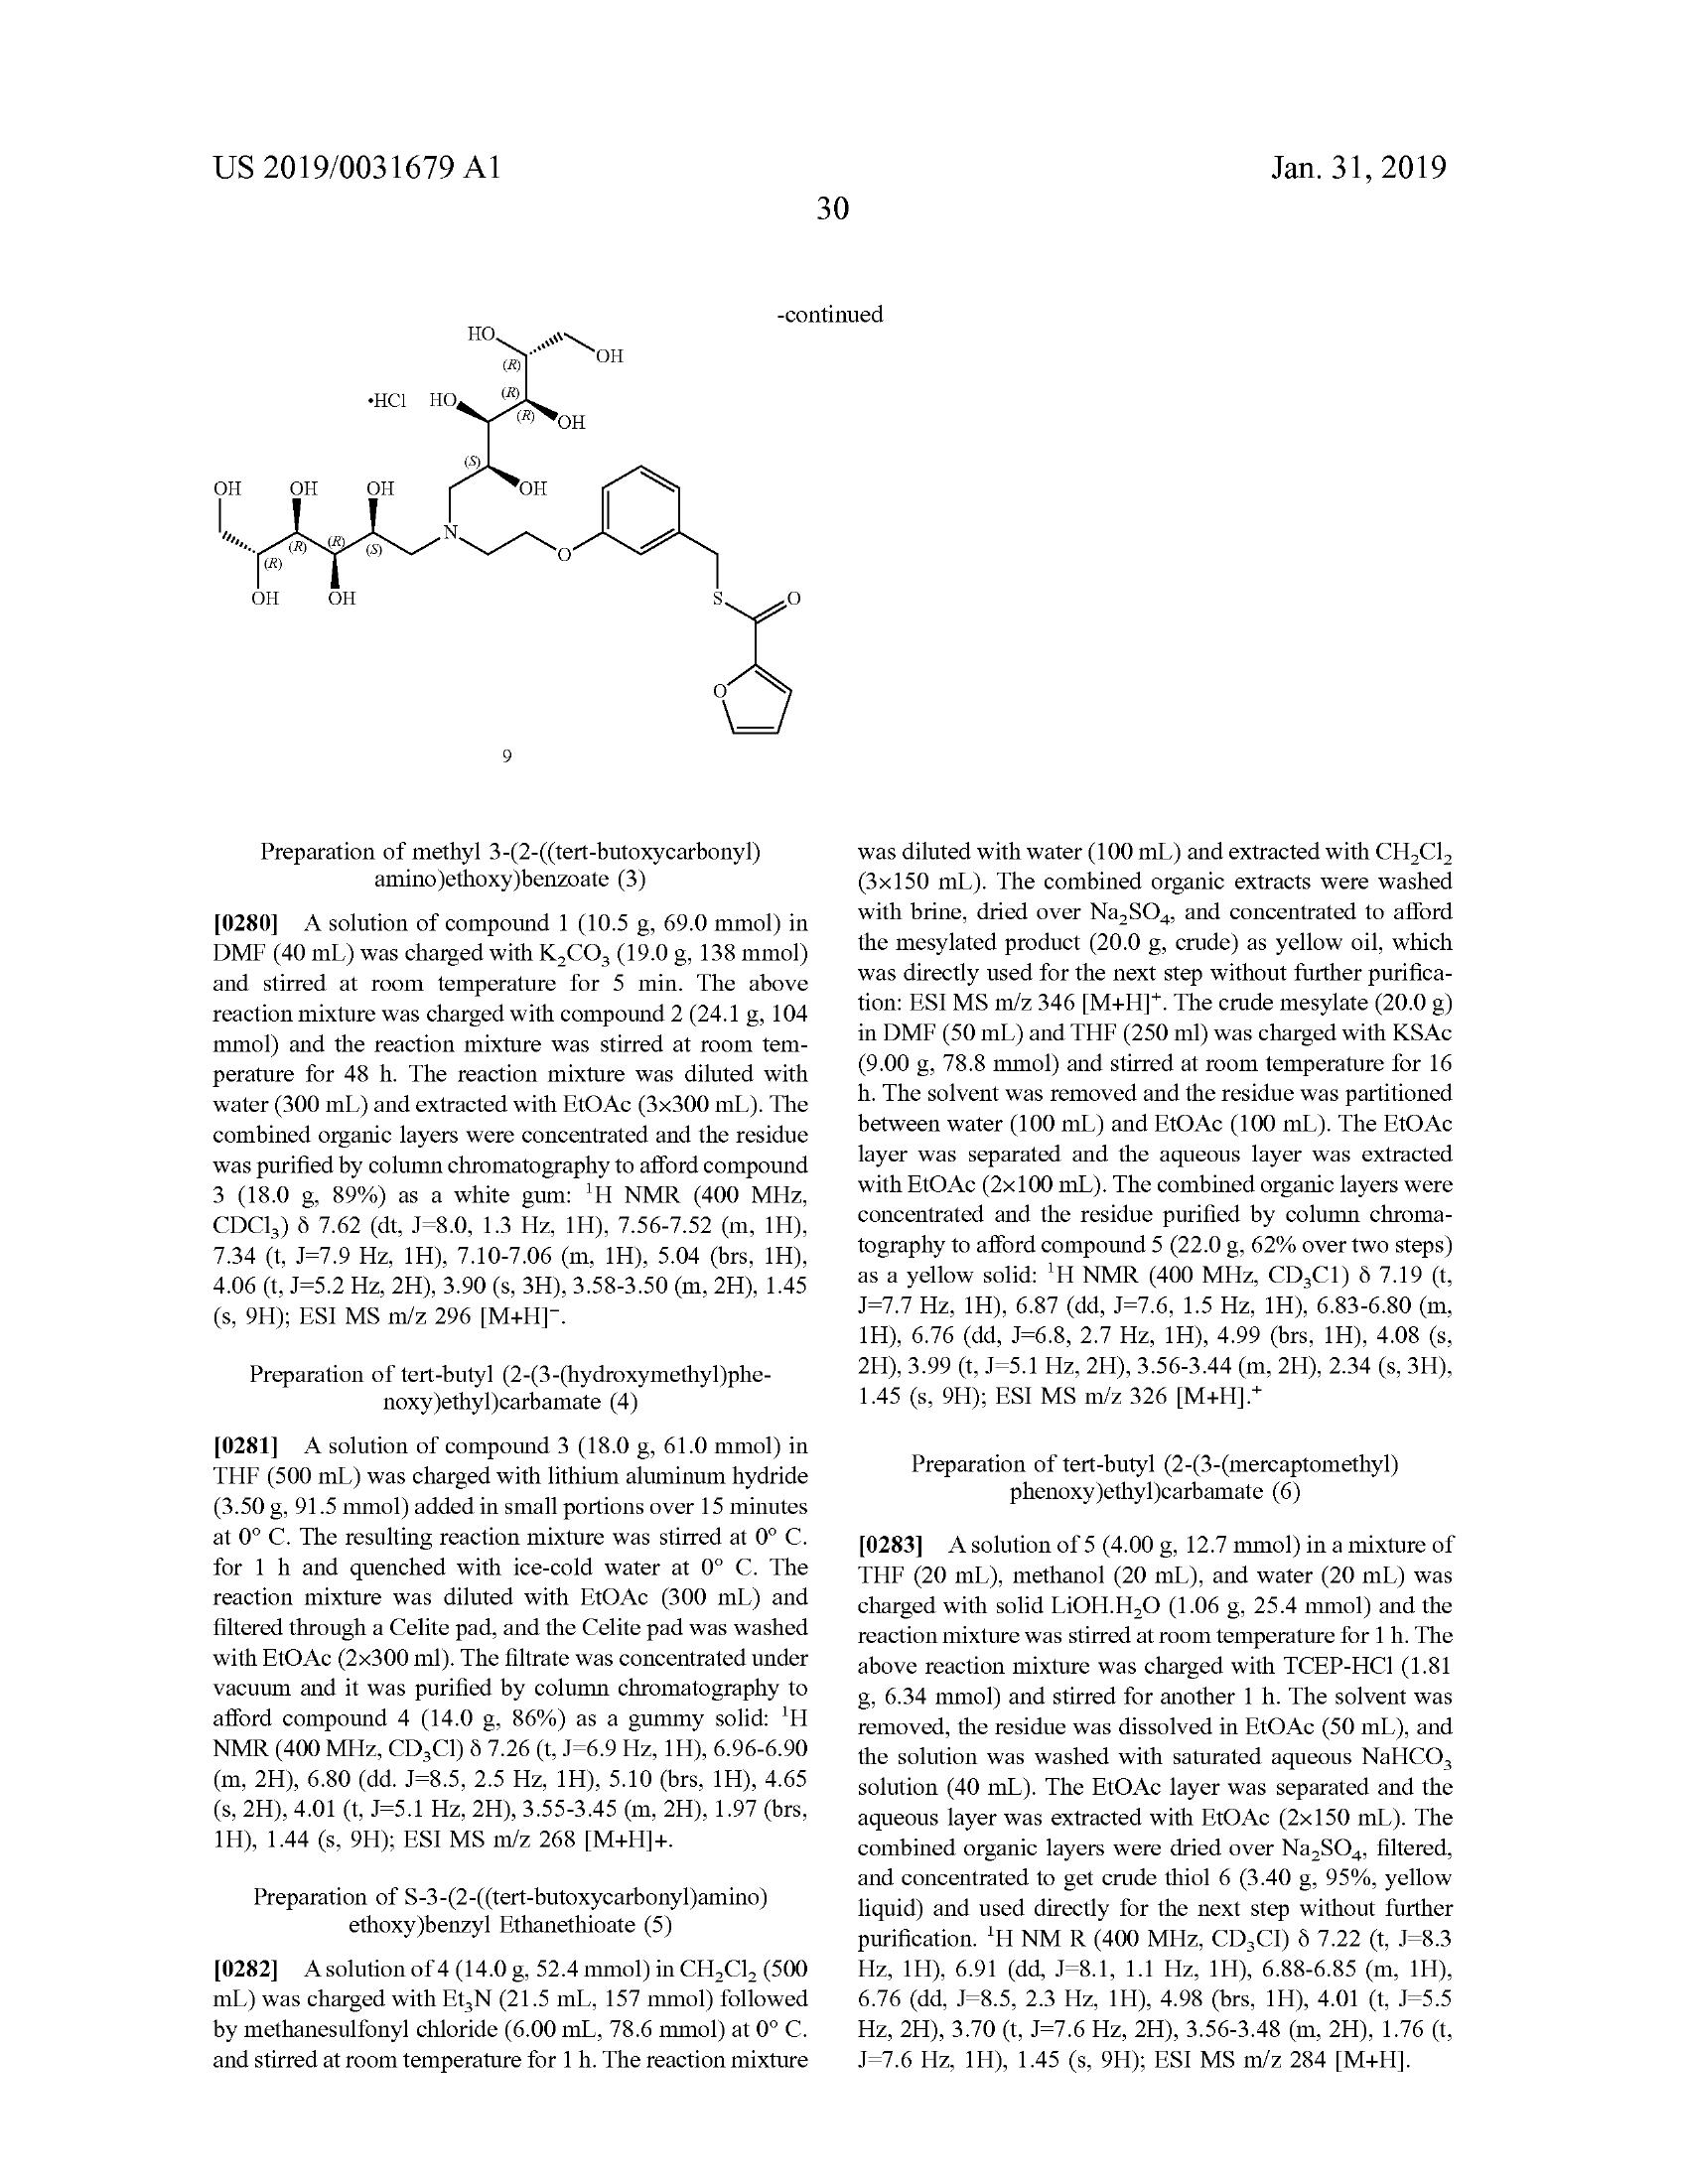 US 2019/0031679 A1
Jan. 31, 2019
30
-continued
HO
OH
(R)
•HCl
HO
(R)
(R)
OH
(S)
OH
OH
OH
OH
N
O
(R)
(R)
(S)
(R)
OH
OH
S
O
O
9
Preparation of methyl 3-(2-((tert-butoxycarbonyl)
amino)ethoxy)benzoate (3)
[0280] A solution of compound 1 (10.5 g, 69.0 mmol) in
DMF (40 mL) was charged with K₂CO₃ (19.0 g, 138 mmol)
and stirred at room temperature for 5 min. The above
reaction mixture was charged with compound 2 (24.1 g, 104
mmol) and the reaction mixture was stirred at room tem-
perature for 48 h. The reaction mixture was diluted with
water (300 mL) and extracted with EtOAc (3x300 mL). The
combined organic layers were concentrated and the residue
was purified by column chromatography to afford compound
3 (18.0 g, 89%) as a white gum: ¹H NMR (400 MHz,
CDCl₃) δ 7.62 (dt, J=8.0, 1.3 Hz, 1H), 7.56-7.52 (m, 1H),
7.34 (t, J=7.9 Hz, 1H), 7.10-7.06 (m, 1H), 5.04 (brs, 1H),
4.06 (t, J=5.2 Hz, 2H), 3.90 (s, 3H), 3.58-3.50 (m, 2H), 1.45
(s, 9H); ESI MS m/z 296 [M+H]⁻.
Preparation of tert-butyl (2-(3-(hydroxymethyl)phe-
noxy)ethyl)carbamate (4)
[0281] A solution of compound 3 (18.0 g, 61.0 mmol) in
THF (500 mL) was charged with lithium aluminum hydride
(3.50 g, 91.5 mmol) added in small portions over 15 minutes
at 0° C. The resulting reaction mixture was stirred at 0° C.
for 1 h and quenched with ice-cold water at 0° C. The
reaction mixture was diluted with EtOAc (300 mL) and
filtered through a Celite pad, and the Celite pad was washed
with EtOAc (2x300 ml). The filtrate was concentrated under
vacuum and it was purified by column chromatography to
afford compound 4 (14.0 g, 86%) as a gummy solid: ¹H
NMR (400 MHz, CD₃Cl) δ 7.26 (t, J=6.9 Hz, 1H), 6.96-6.90
(m, 2H), 6.80 (dd. J=8.5, 2.5 Hz, 1H), 5.10 (brs, 1H), 4.65
(s, 2H), 4.01 (t, J=5.1 Hz, 2H), 3.55-3.45 (m, 2H), 1.97 (brs,
1H), 1.44 (s, 9H); ESI MS m/z 268 [M+H]+.
Preparation of S-3-(2-((tert-butoxycarbonyl)amino)
ethoxy)benzyl Ethanethioate (5)
[0282] A solution of 4 (14.0 g, 52.4 mmol) in CH₂Cl₂ (500
mL) was charged with Et₃N (21.5 mL, 157 mmol) followed
by methanesulfonyl chloride (6.00 mL, 78.6 mmol) at 0° C.
and stirred at room temperature for 1 h. The reaction mixture
was diluted with water (100 mL) and extracted with CH₂Cl₂
(3x150 mL). The combined organic extracts were washed
with brine, dried over Na₂SO₄, and concentrated to afford
the mesylated product (20.0 g, crude) as yellow oil, which
was directly used for the next step without further purifica-
tion: ESI MS m/z 346 [M+H]⁺. The crude mesylate (20.0 g)
in DMF (50 mL) and THF (250 ml) was charged with KSAc
(9.00 g, 78.8 mmol) and stirred at room temperature for 16
h. The solvent was removed and the residue was partitioned
between water (100 mL) and EtOAc (100 mL). The EtOAc
layer was separated and the aqueous layer was extracted
with EtOAc (2x100 mL). The combined organic layers were
concentrated and the residue purified by column chroma-
tography to afford compound 5 (22.0 g, 62% over two steps)
as a yellow solid: ¹H NMR (400 MHz, CD₃Cl) δ 7.19 (t,
J=7.7 Hz, 1H), 6.87 (dd, J=7.6, 1.5 Hz, 1H), 6.83-6.80 (m,
1H), 6.76 (dd, J=6.8, 2.7 Hz, 1H), 4.99 (brs, 1H), 4.08 (s,
2H), 3.99 (t, J=5.1 Hz, 2H), 3.56-3.44 (m, 2H), 2.34 (s, 3H),
1.45 (s, 9H); ESI MS m/z 326 [M+H].⁺
Preparation of tert-butyl (2-(3-(mercaptomethyl)
phenoxy)ethyl)carbamate (6)
[0283] A solution of 5 (4.00 g, 12.7 mmol) in a mixture of
THF (20 mL), methanol (20 mL), and water (20 mL) was
charged with solid LiOH.H₂O (1.06 g, 25.4 mmol) and the
reaction mixture was stirred at room temperature for 1 h. The
above reaction mixture was charged with TCEP-HCl (1.81
g, 6.34 mmol) and stirred for another 1 h. The solvent was
removed, the residue was dissolved in EtOAc (50 mL), and
the solution was washed with saturated aqueous NaHCO₃
solution (40 mL). The EtOAc layer was separated and the
aqueous layer was extracted with EtOAc (2x150 mL). The
combined organic layers were dried over Na₂SO₄, filtered,
and concentrated to get crude thiol 6 (3.40 g, 95%, yellow
liquid) and used directly for the next step without further
purification. ¹H NM R (400 MHz, CD₃CI) δ 7.22 (t, J=8.3
Hz, 1H), 6.91 (dd, J=8.1, 1.1 Hz, 1H), 6.88-6.85 (m, 1H),
6.76 (dd, J=8.5, 2.3 Hz, 1H), 4.98 (brs, 1H), 4.01 (t, J=5.5
Hz, 2H), 3.70 (t, J=7.6 Hz, 2H), 3.56-3.48 (m, 2H), 1.76 (t,
J=7.6 Hz, 1H), 1.45 (s, 9H); ESI MS m/z 284 [M+H].